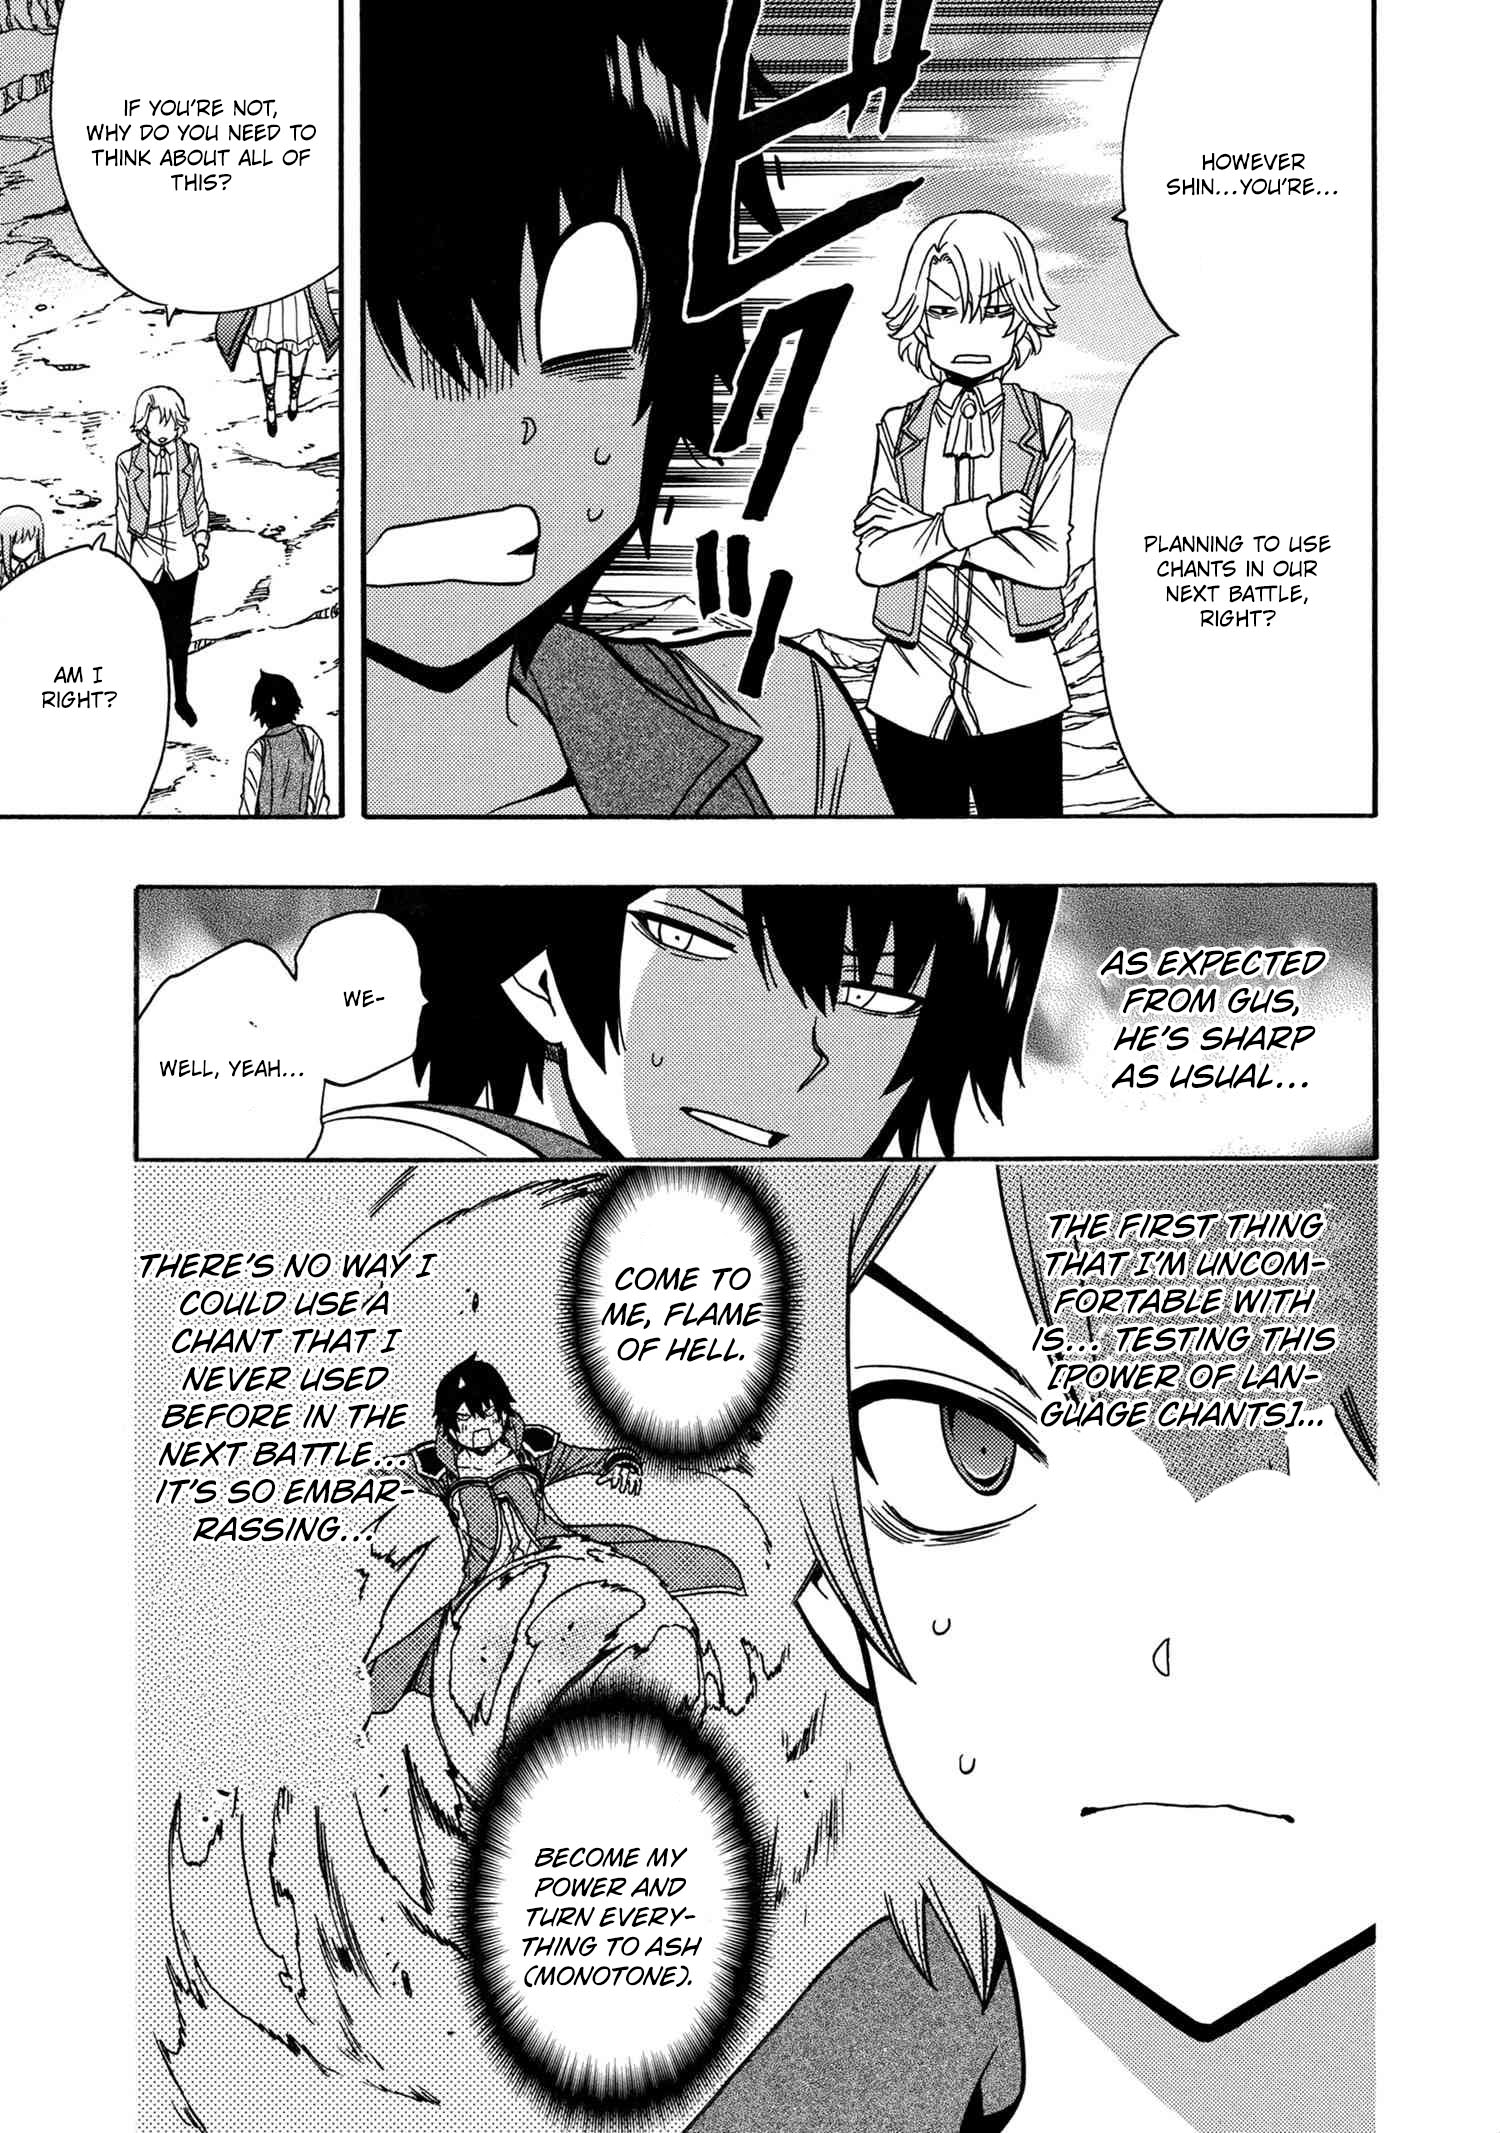 HOWEVER
SHIN...YOU'RE...
PLANNING TO USE
CHANTS IN OUR
NEXT BATTLE,
RIGHT?
ビクッ!!
IF YOU'RE NOT,
WHY DO YOU NEED TO
THINK ABOUT ALL OF
THIS?
AM I
RIGHT?
AS EXPECTED
FROM GUS,
HE'S SHARP
AS USUAL...
WE-
WELL, YEAH...
THE FIRST THING
THAT I'M UNCOM-
FORTABLE WITH
IS... TESTING THIS
[POWER OF LAN-
GUAGE CHANTS]...
COME TO
ME, FLAME
OF HELL.
THERE'S NO WAY I
COULD USE A
CHANT THAT I
NEVER USED
BEFORE IN THE
NEXT BATTLE...
IT'S SO EMBAR-
RASSING...
BECOME MY
POWER AND
TURN EVERY-
THING TO ASH
(MONOTONE).